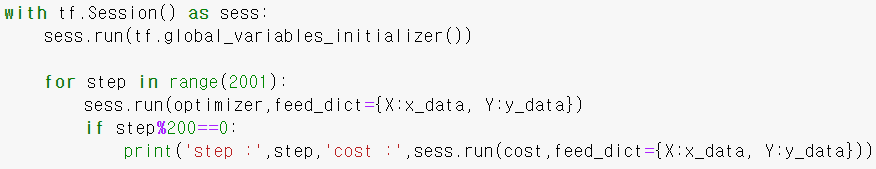 with tf.Session() as sess:
    sess.run(tf.global_variables_initializer())
    for step in range(2001):
        sess.run(optimizer,feed_dict={X:x_data, Y:y_data})
        if step%200==0:
            print('step :',step,'cost :',sess.run(cost,feed_dict={X:x_data, Y:y_data}))